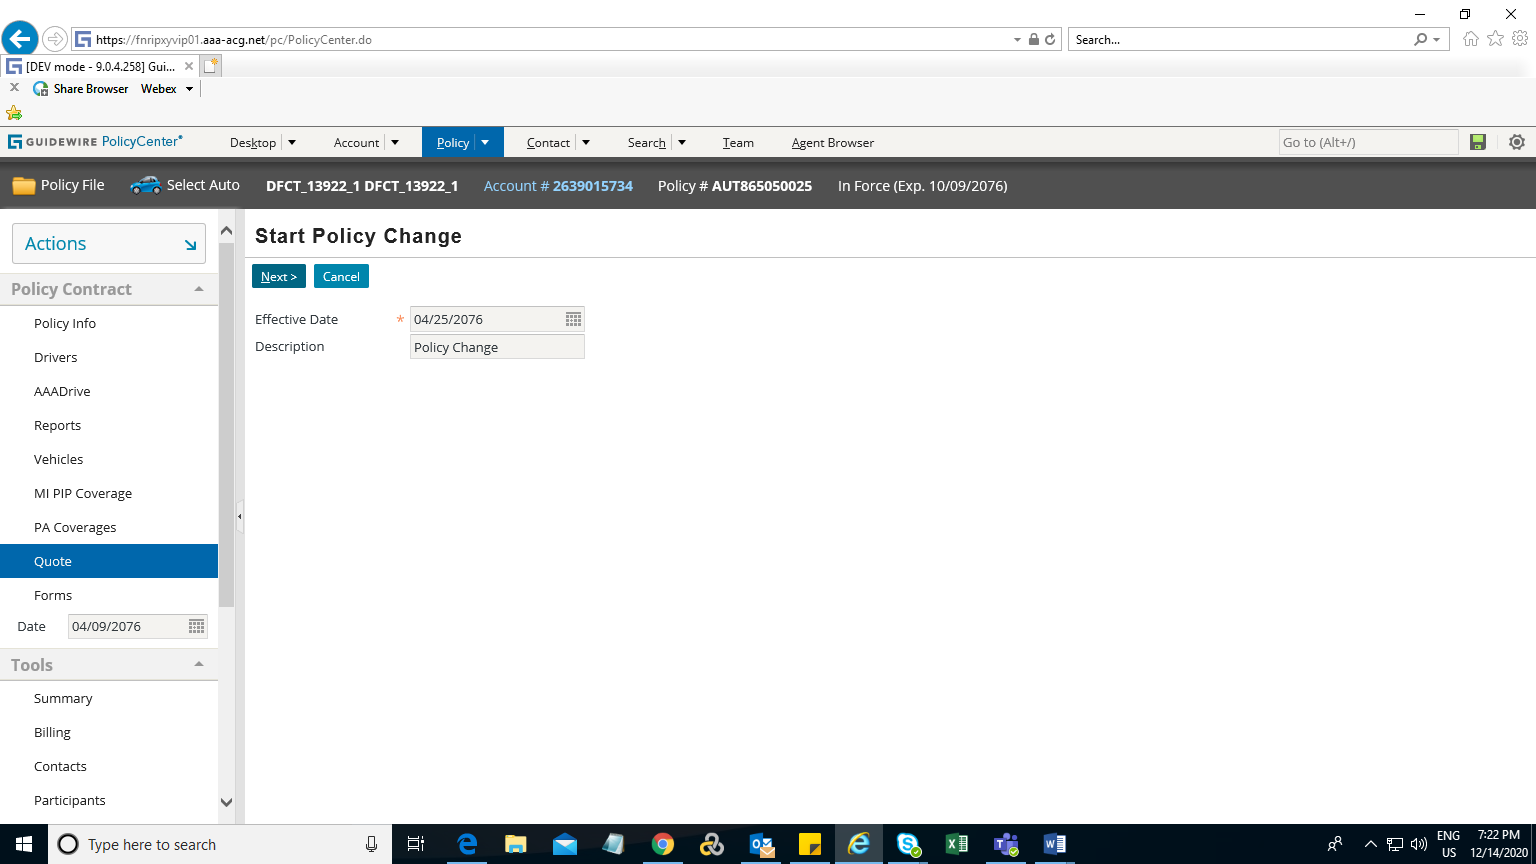 https://fnripxyvip01.aaa-acg.net/pc/PolicyCenter.do
Search...
[DEV mode - 9.0.4.258] Gui...
x Share Browser Webex
GUIDEWIRE PolicyCenter®
Desktop Account Policy Contact Search Team Agent Browser
Go to (Alt+/)
Policy File Select Auto DFCT_13922_1 DFCT_13922_1 Account # 2639015734 Policy # AUT865050025 In Force (Exp. 10/09/2076)
Actions
Policy Contract
Policy Info
Drivers
AAADrive
Reports
Vehicles
MI PIP Coverage
PA Coverages
Quote
Forms
Date 04/09/2076
Tools
Summary
Billing
Contacts
Participants
Start Policy Change
Next > Cancel
Effective Date * 04/25/2076
Description Policy Change
Type here to search
ENG
US
7:22 PM
12/14/2020